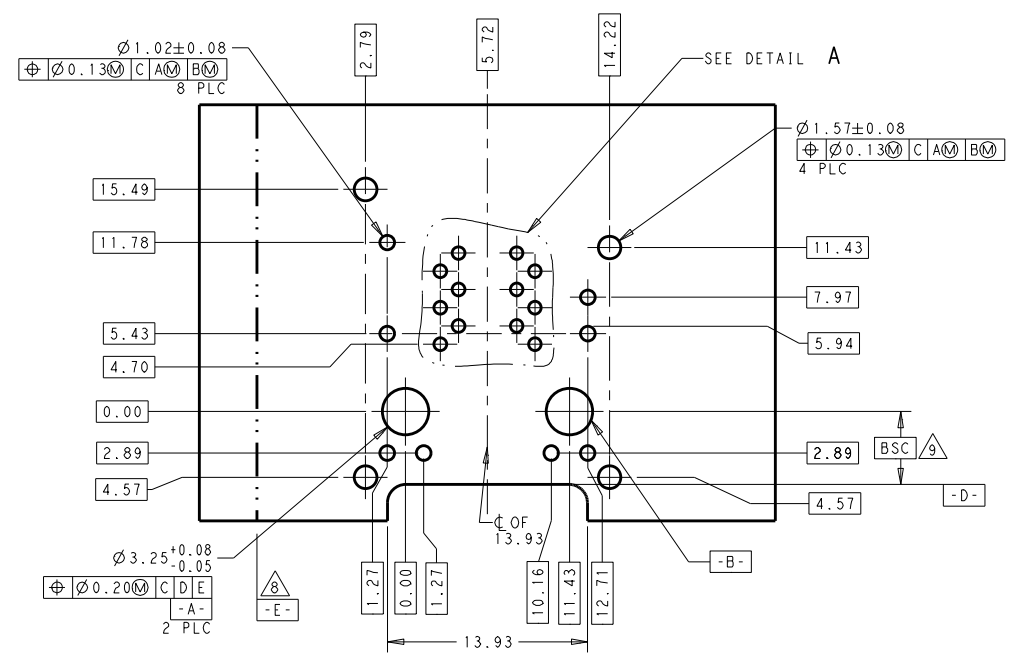 2.79
5.72
14.22
Ø1.02±0.08
⌖ Ø0.13Ⓜ C AⓂ BⓂ
8 PLC
SEE DETAIL A
Ø1.57±0.08
⌖ Ø0.13Ⓜ C AⓂ BⓂ
4 PLC
15.49
11.78
11.43
7.97
5.43
5.94
4.70
0.00
2.89
2.89
BSC 9
4.57
4.57
-D-
℄ OF
13.93
Ø3.25 +0.08
-0.05
⌖ Ø0.20Ⓜ C D E
-A-
2 PLC
8
-E-
-B-
1.27
0.00
1.27
10.16
11.43
12.71
13.93